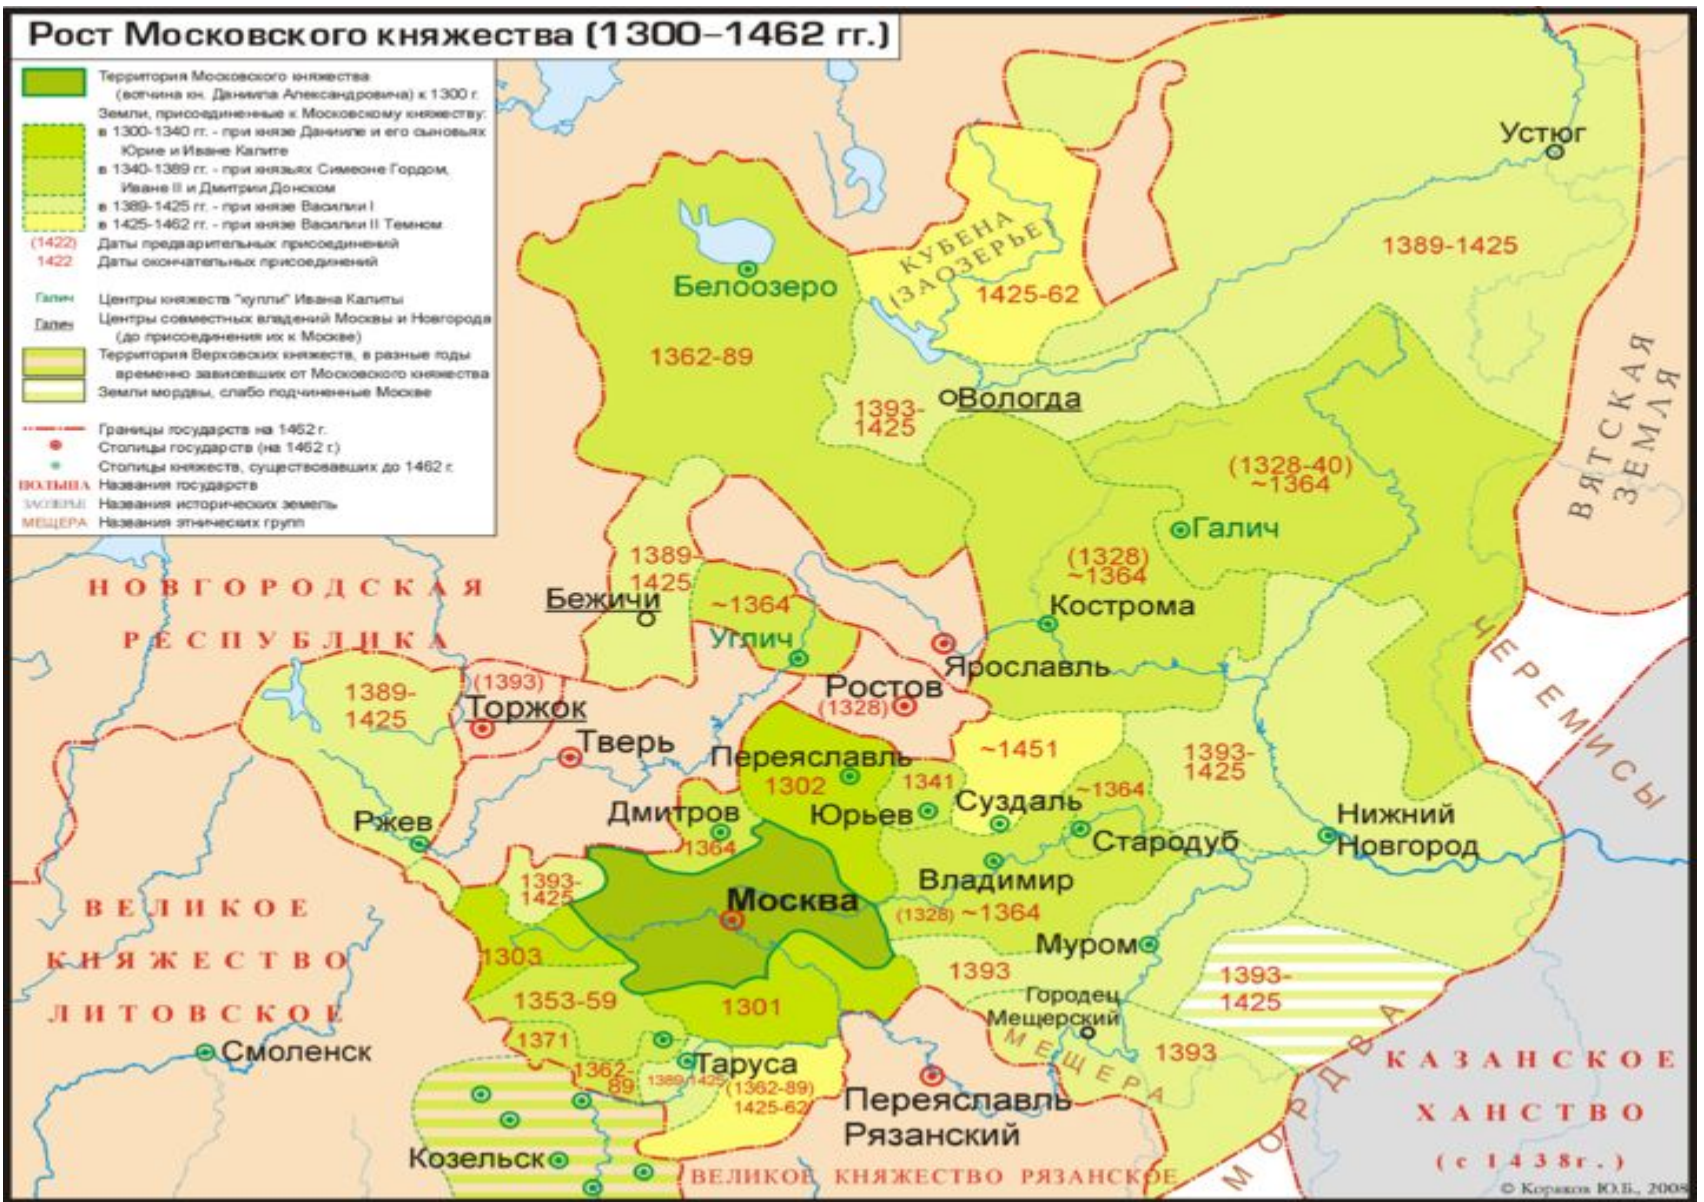 Рост Московского княжества (1300–1462 гг.)
Территория Московского княжества
(вотчина кн. Даниила Александровича) к 1300 г.
Земли, присоединенные к Московскому княжеству:
в 1300-1340 гг. - при князе Данииле и его сыновьях
Юрие и Иване Калите
в 1340-1389 гг. - при князьях Симеоне Гордом,
Иване II и Дмитрии Донском
в 1389-1425 гг. - при князе Василии I
в 1425-1462 гг. - при князе Василии II Темном
(1422) Даты предварительных присоединений
1422 Даты окончательных присоединений
Галич Центры княжеств "купли" Ивана Калиты
Галич Центры совместных владений Москвы и Новгорода
(до присоединения их к Москве)
Территория Верховских княжеств, в разные годы
временно зависевших от Московского княжества
Земли мордвы, слабо подчиненные Москве
Границы государств на 1462 г.
Столицы государств (на 1462 г.)
Столицы княжеств, существовавших до 1462 г.
ПОЛЬША Названия государств
ЗАОЗЕРЬЕ Названия исторических земель
МЕЩЕРА Названия этнических групп
Устюг
1389-1425
КУБЕНА
(ЗАОЗЕРЬЕ)
1425-62
Белоозеро
1362-89
ВЯТСКАЯ
ЗЕМЛЯ
1393-
1425
Вологда
(1328-40)
~1364
Галич
(1328)
~1364
Кострома
НОВГОРОДСКАЯ
РЕСПУБЛИКА
1389-
1425
Бежичи
~1364
Углич
Ярославль
ЧЕРЕМИСЫ
1389-
1425
(1393)
Торжок
Тверь
Ростов
(1328)
Переяславль
1302
1341
Юрьев
~1451
Суздаль
~1364
Стародуб
1393-
1425
Нижний
Новгород
Ржев
Дмитров
1364
1393-
1425
Москва
Владимир
(1328) ~1364
Муром
ВЕЛИКОЕ
КНЯЖЕСТВО
ЛИТОВСКОЕ
Смоленск
1303
1353-59
1301
1393
1393-
1425
Городец
Мещерский
МЕЩЕРА
1393
МОРДВА
1371
1362-
89
Таруса
1389-1425
(1362-89)
1425-62
Козельск
Переяславль
Рязанский
ВЕЛИКОЕ КНЯЖЕСТВО РЯЗАНСКОЕ
КАЗАНСКОЕ
ХАНСТВО
(с 1438г.)
© Коряков Ю.Б., 2008